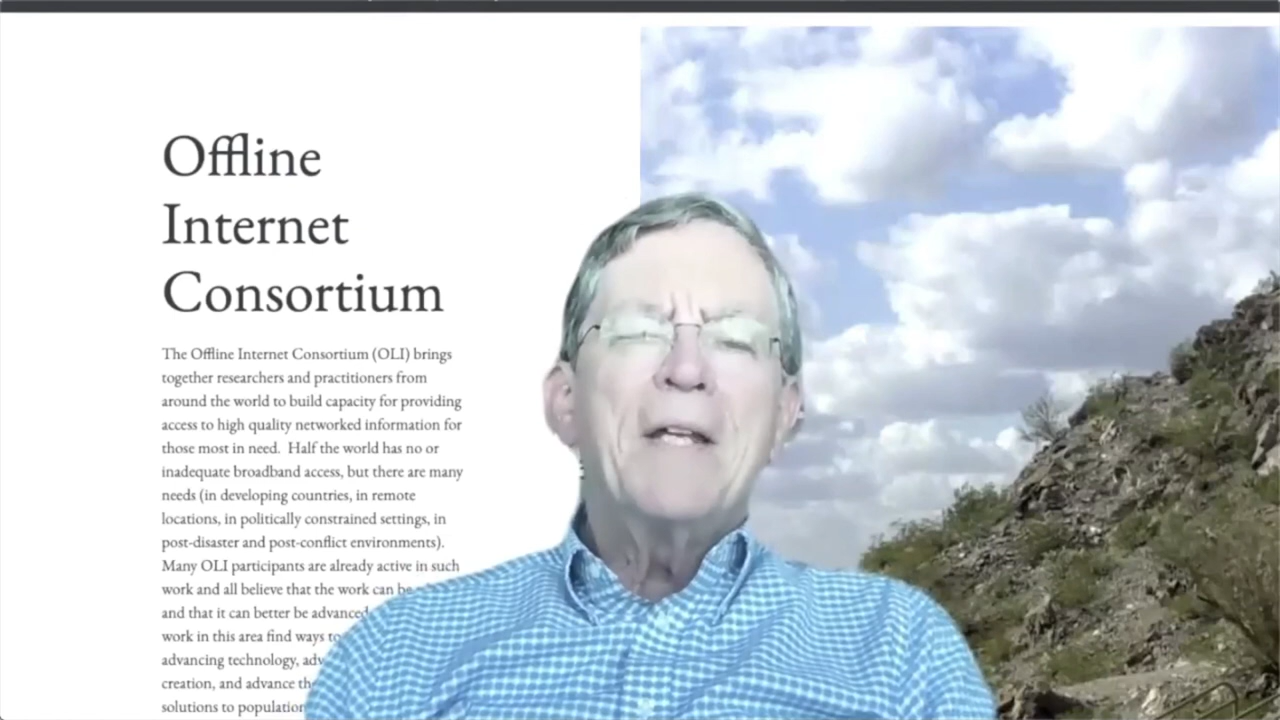 Offline
Internet
Consortium
The Offline Internet Consortium (OLI) brings
together researchers and practitioners from
around the world to build capacity for providing
access to high quality networked information for
those most in need.  Half the world has no or
inadequate broadband access, but there are many
needs (in developing countries, in remote
locations, in politically constrained settings, in
post-disaster and post-conflict environments).
Many OLI participants are already active in such
work and all believe that the work can be
and that it can better be advanced
work in this area find ways to
advancing technology,
creation, and advance
solutions to